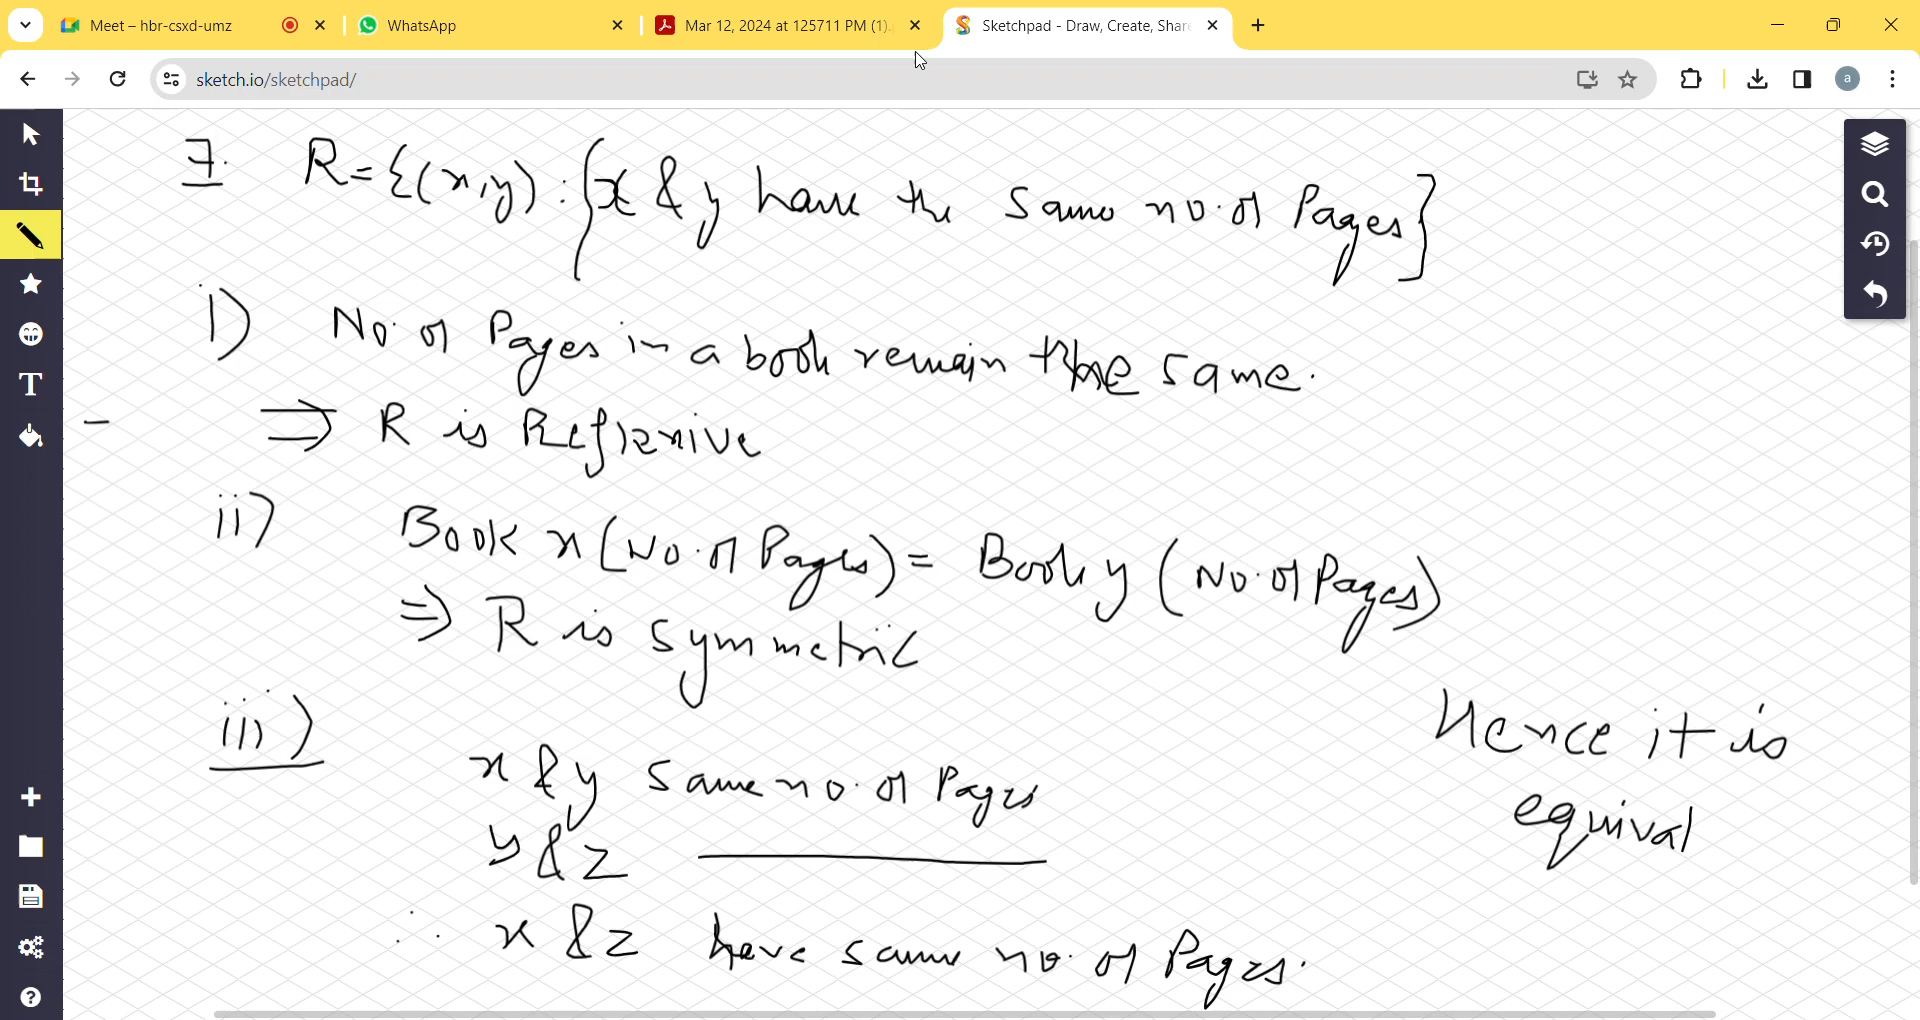 Meet – hbr-csxd-umz
WhatsApp
Mar 12, 2024 at 125711 PM (1).
Sketchpad - Draw, Create, Shar
sketch.io/sketchpad/
a
7. R={(x,y) : {x & y have the same no. of Pages}
i) No. of Pages in a book remain the same.
⇒ R is Reflexive
ii) Book x (No. of Pages) = Book y (No. of Pages)
⇒ R is symmetric
iii) x & y same no. of Pages
y & z ———
∴ x & z have same no. of Pages.
Hence it is
equival
T